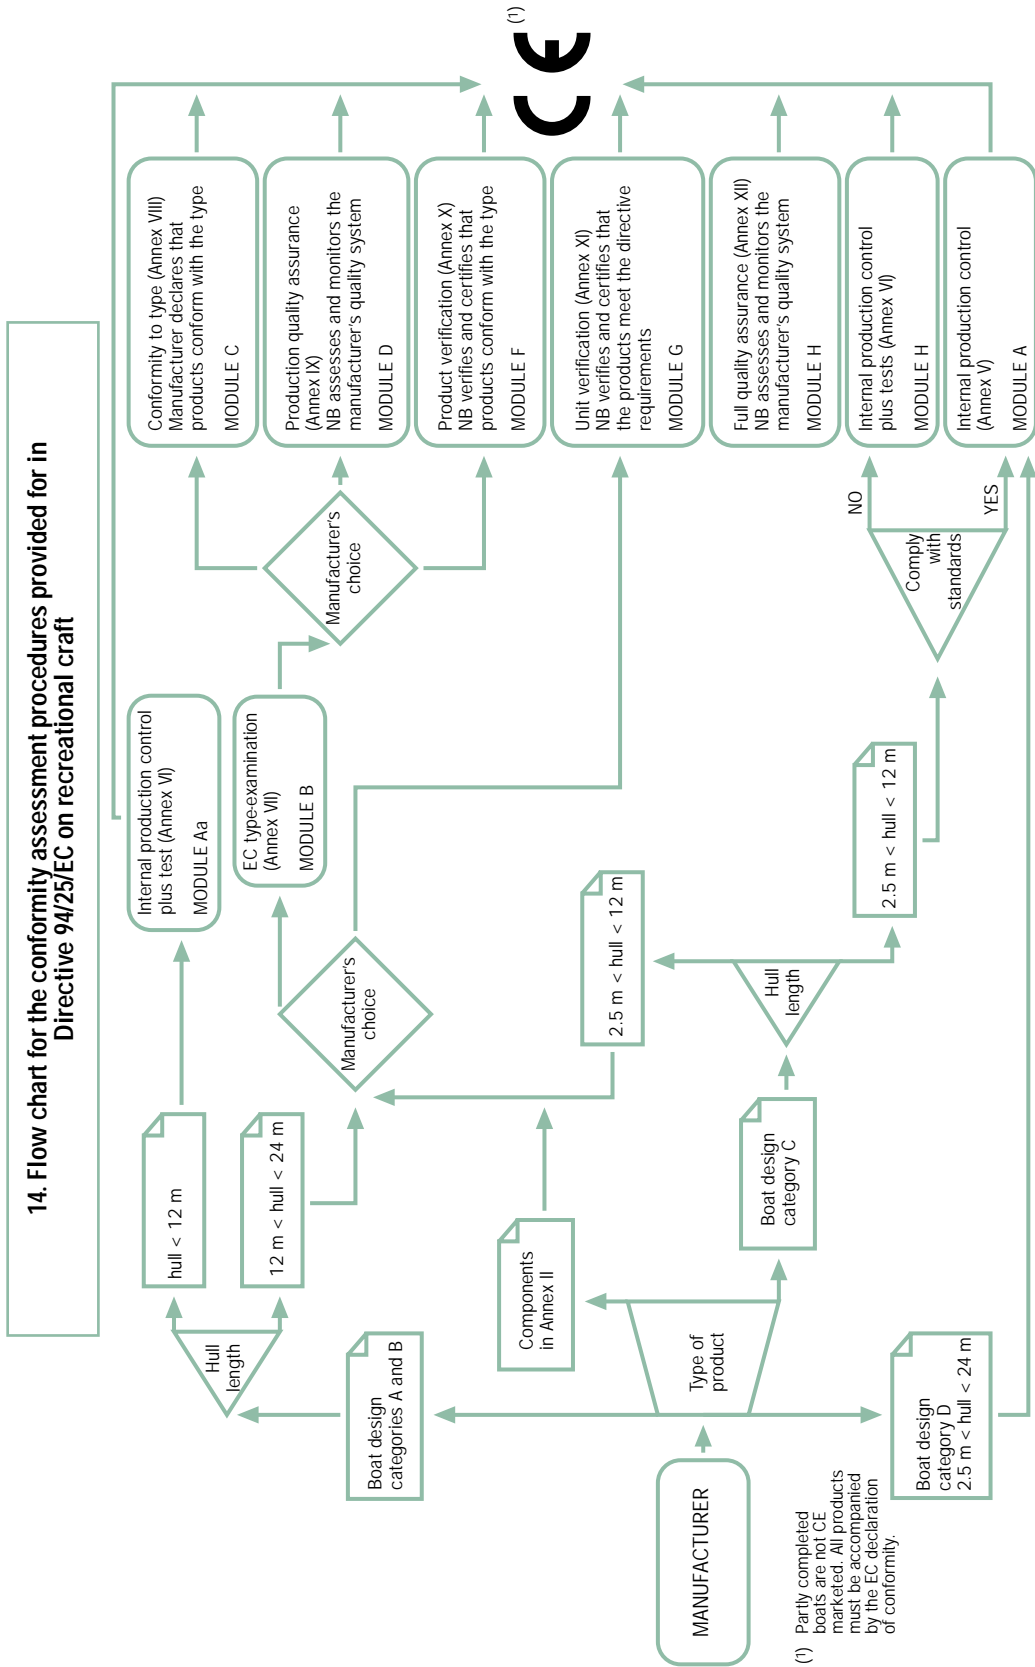 14. Flow chart for the conformity assessment procedures provided for in
Directive 94/25/EC on recreational craft
MANUFACTURER
Type of
product
Boat design
categories A and B
Hull
length
hull < 12 m
12 m < hull < 24 m
Internal production control
plus test (Annex VI)
MODULE Aa
EC type-examination
(Annex VII)
MODULE B
Manufacturer's
choice
Manufacturer's
choice
Components
in Annex II
Boat design
category C
Hull
length
2.5 m < hull < 12 m
2.5 m < hull < 12 m
Comply
with
standards
NO
YES
Boat design
category D
2.5 m < hull < 24 m
Conformity to type (Annex VIII)
Manufacturer declares that
products conform with the type
MODULE C
Production quality assurance
(Annex IX)
NB assesses and monitors the
manufacturer's quality system
MODULE D
Product verification (Annex X)
NB verifies and certifies that
products conform with the type
MODULE F
Unit verification (Annex XI)
NB verifies and certifies that
the products meet the directive
requirements
MODULE G
Full quality assurance (Annex XII)
NB assesses and monitors the
manufacturer's quality system
MODULE H
Internal production control
plus tests (Annex VI)
MODULE H
Internal production control
(Annex V)
MODULE A
CE (1)
(1) Partly completed
boats are not CE
marketed. All products
must be accompanied
by the EC declaration
of conformity.